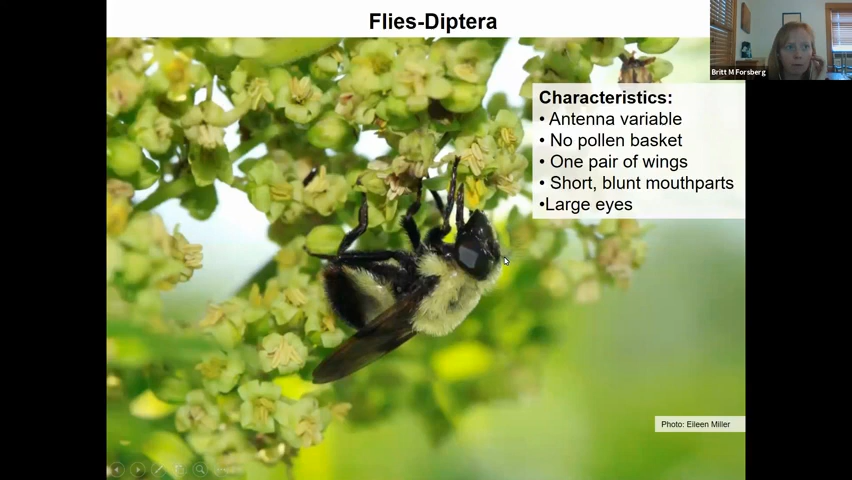 Flies-Diptera
Britt M Forsberg
Characteristics:
• Antenna variable
• No pollen basket
• One pair of wings
• Short, blunt mouthparts
•Large eyes
Photo: Eileen Miller